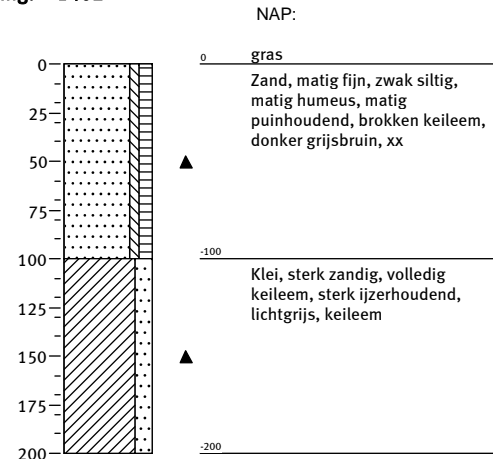 NAP:
0
0
gras
Zand, matig fijn, zwak siltig,
matig humeus, matig
puinhoudend, brokken keileem,
donker grijsbruin, xx
25
50
75
100
-100
Klei, sterk zandig, volledig
keileem, sterk ijzerhoudend,
lichtgrijs, keileem
125
150
175
200
-200